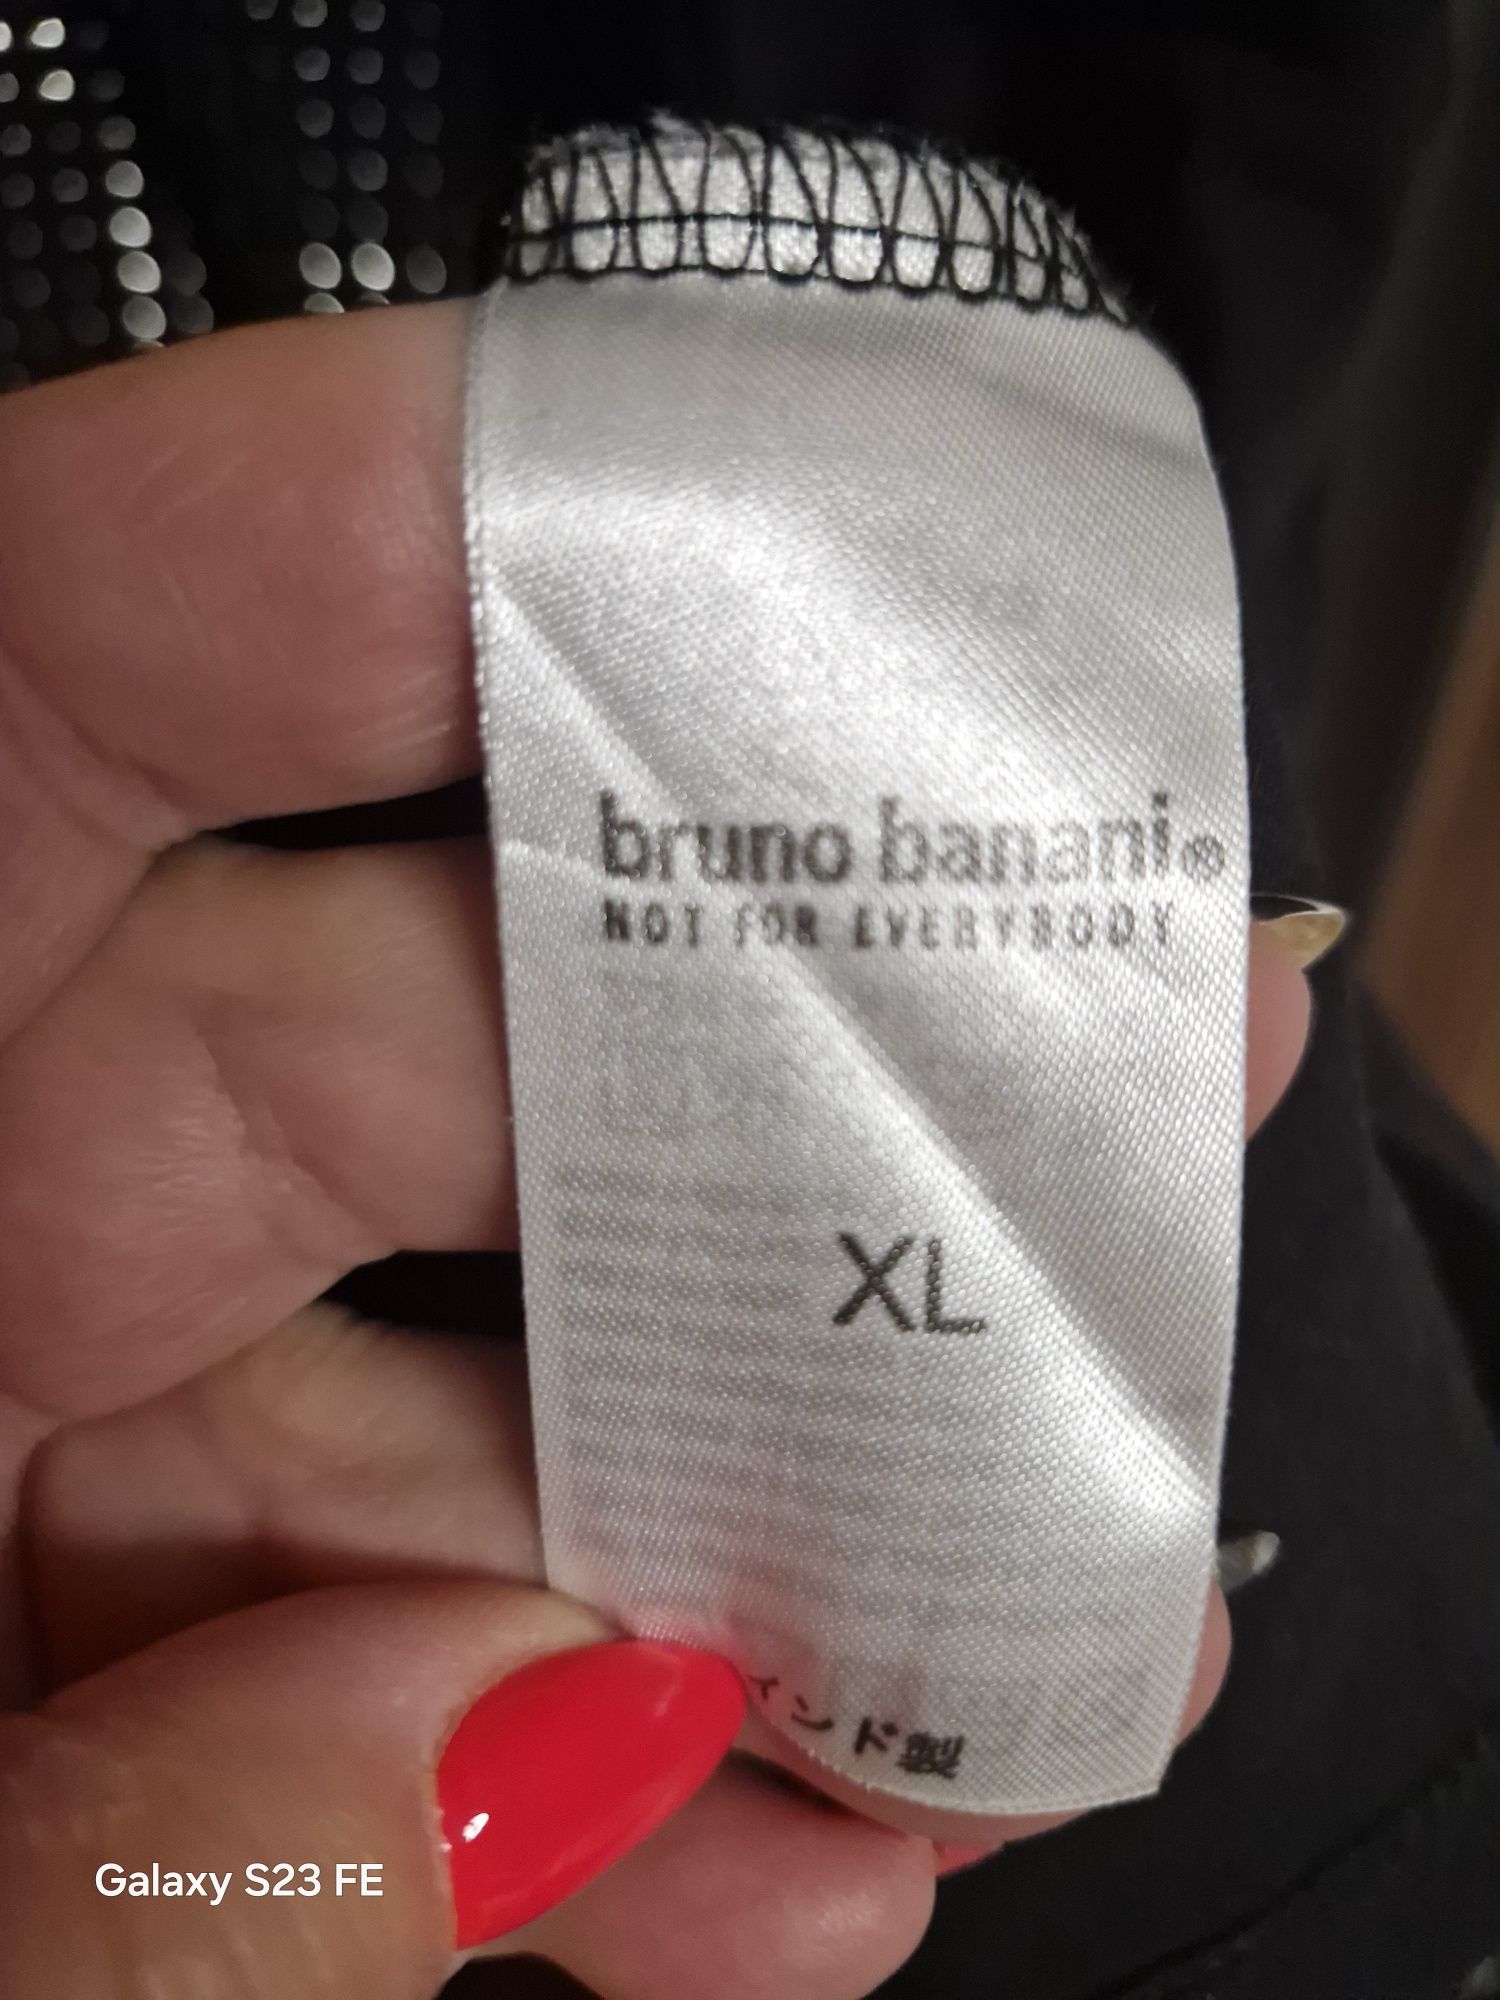 bruno banani®
NOT FOR EVERYBODY
XL
インド製
Galaxy S23 FE